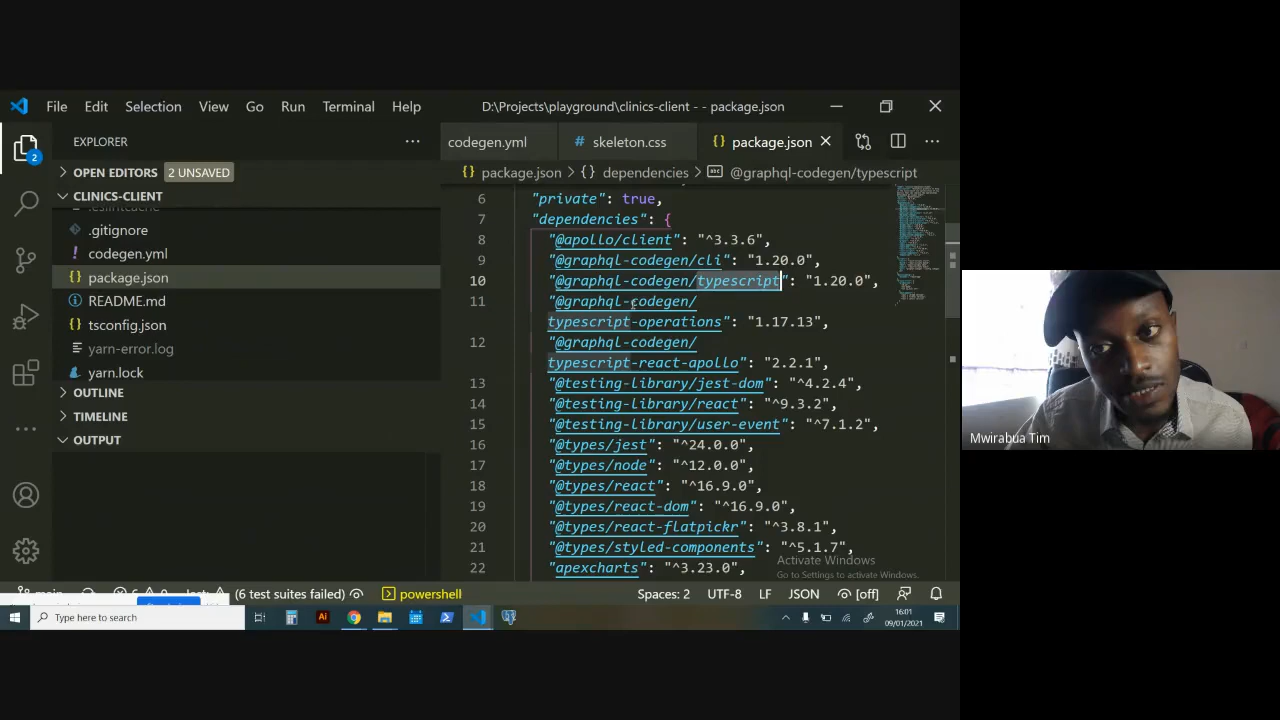 File Edit Selection View Go Run Terminal Help D:\Projects\playground\clinics-client - - package.json
EXPLORER
codegen.yml # skeleton.css {} package.json
OPEN EDITORS 2 UNSAVED
{} package.json > {} dependencies > abc @graphql-codegen/typescript
CLINICS-CLIENT
.eslintcache
.gitignore
! codegen.yml
{} package.json
README.md
tsconfig.json
yarn-error.log
yarn.lock
OUTLINE
TIMELINE
OUTPUT
2
6 "private": true,
7 "dependencies": {
8 "@apollo/client": "^3.3.6",
9 "@graphql-codegen/cli": "1.20.0",
10 "@graphql-codegen/typescript": "1.20.0",
11 "@graphql-codegen/
typescript-operations": "1.17.13",
12 "@graphql-codegen/
typescript-react-apollo": "2.2.1",
13 "@testing-library/jest-dom": "^4.2.4",
14 "@testing-library/react": "^9.3.2",
15 "@testing-library/user-event": "^7.1.2",
16 "@types/jest": "^24.0.0",
17 "@types/node": "^12.0.0",
18 "@types/react": "^16.9.0",
19 "@types/react-dom": "^16.9.0",
20 "@types/react-flatpickr": "^3.8.1",
21 "@types/styled-components": "^5.1.7",
22 "apexcharts": "^3.23.0",
Activate Windows
Go to Settings to activate Windows.
(6 test suites failed) powershell Spaces: 2 UTF-8 LF JSON [off]
Type here to search
Ai
16:01
09/01/2021
Mwirabua Tim